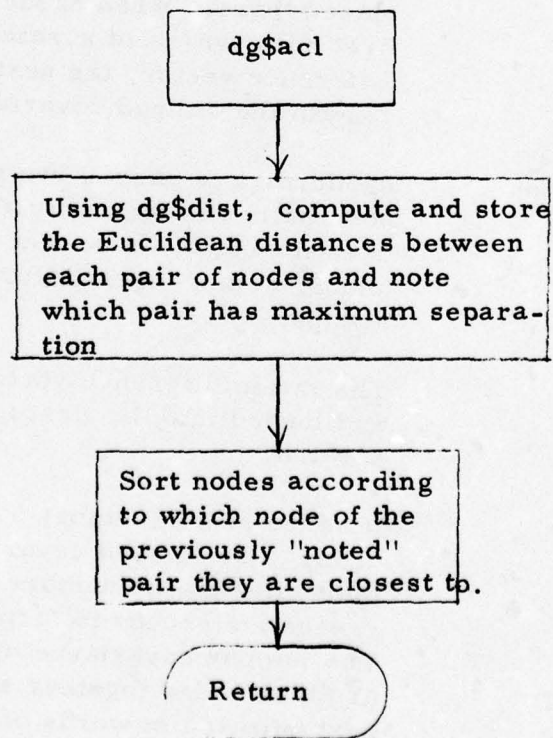 dg$acl
Using dg$dist, compute and store
the Euclidean distances between
each pair of nodes and note
which pair has maximum separa-
tion
Sort nodes according
to which node of the
previously "noted"
pair they are closest to.
Return